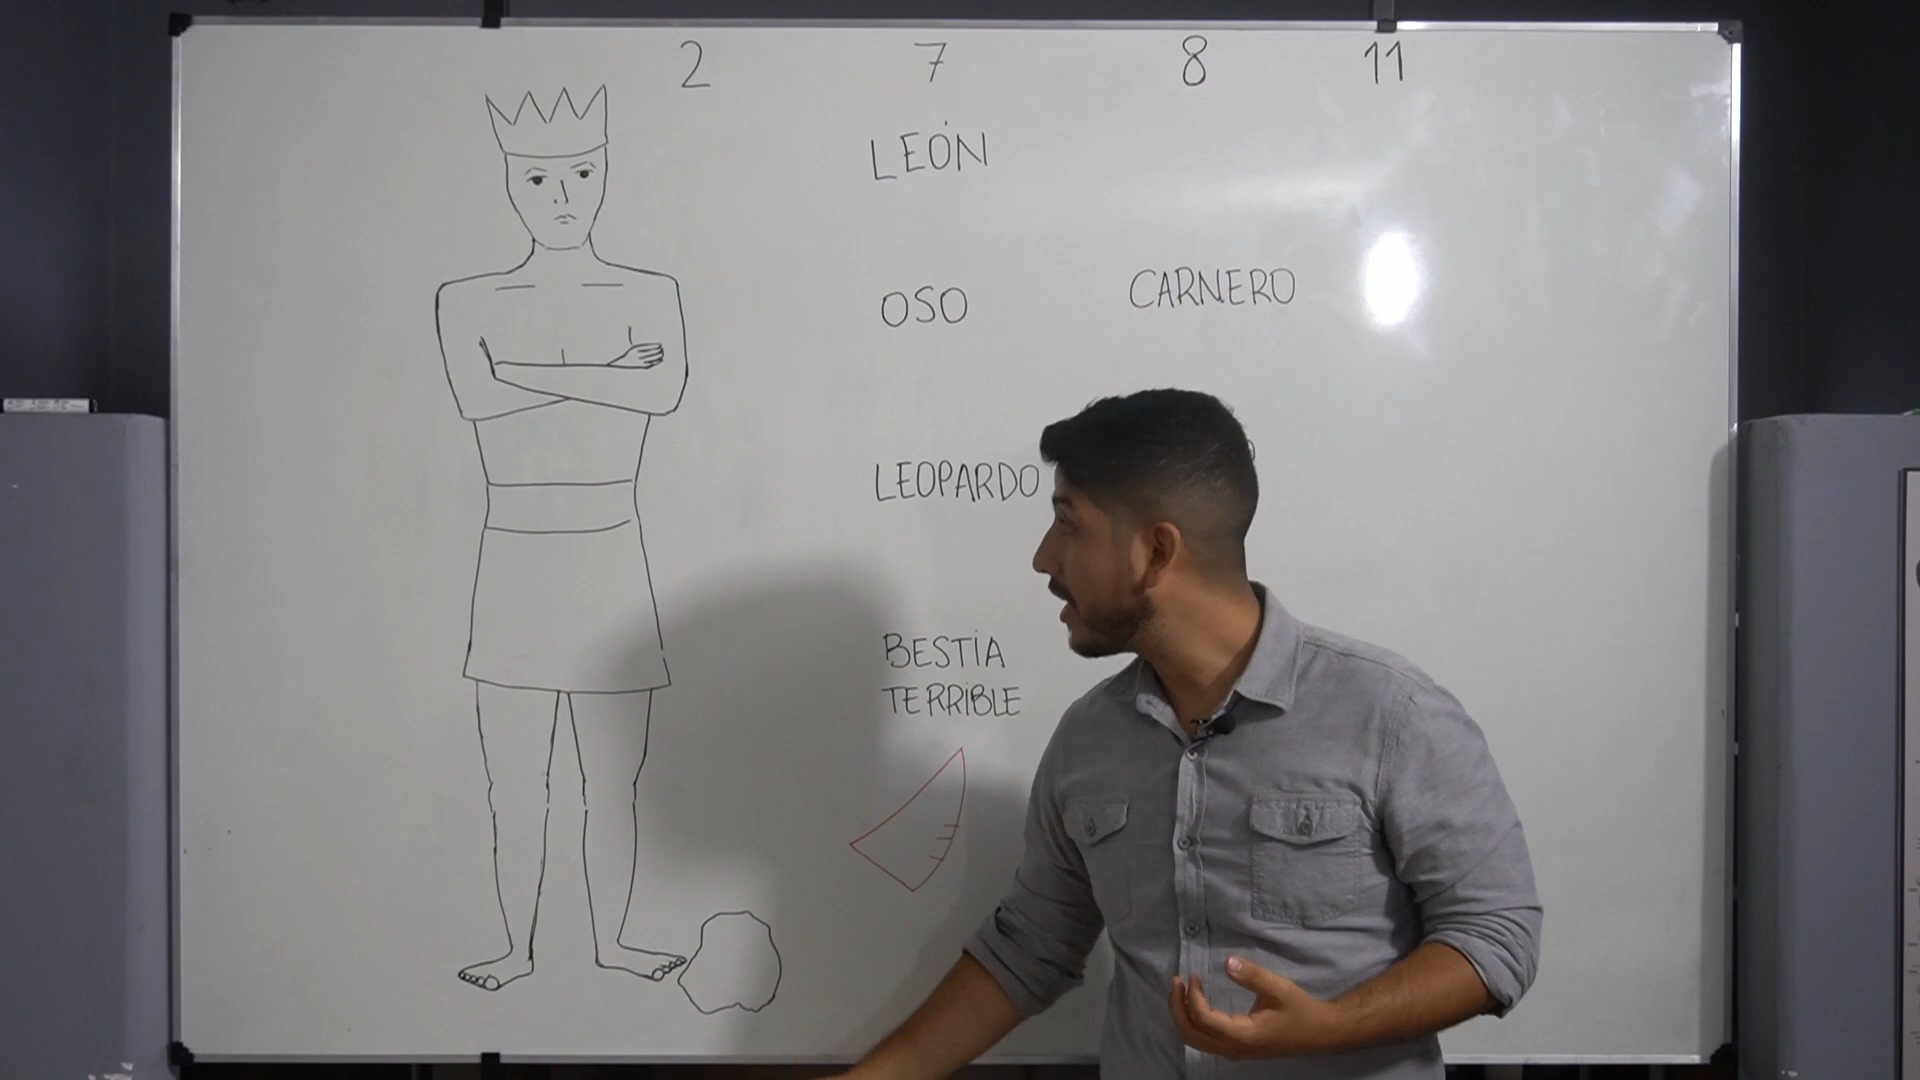 2 7 8 11
LEÓN
OSO CARNERO
LEOPARDO
BESTIA
TERRIBLE